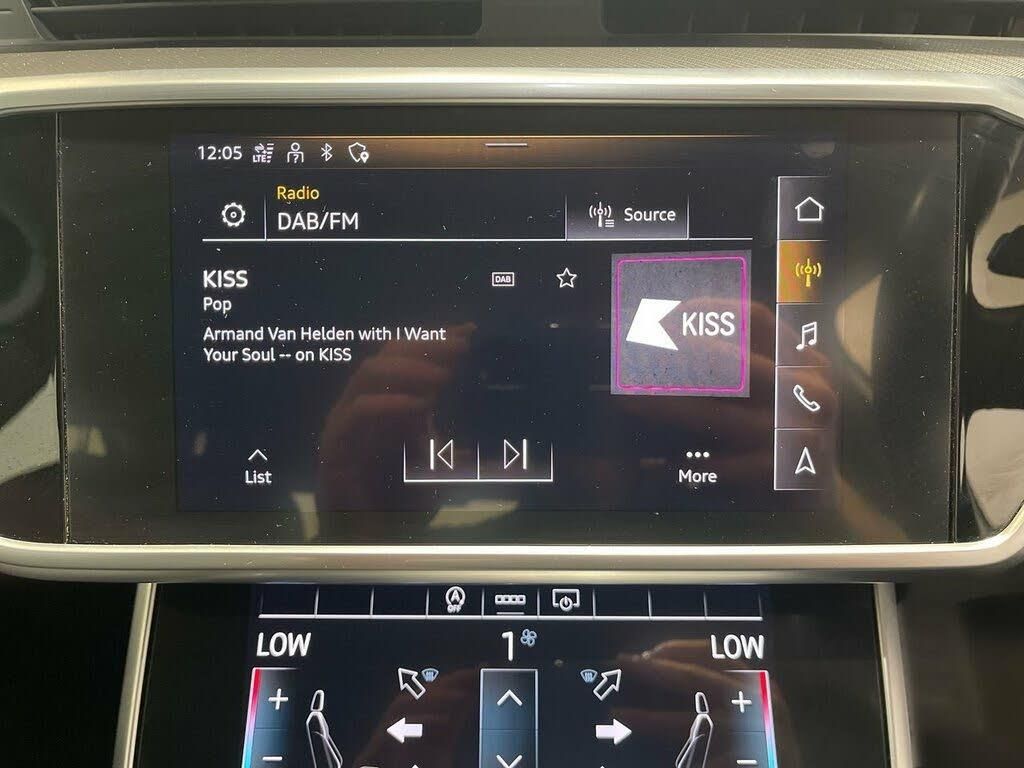 12:05 LTE ?
Radio
DAB/FM
Source
KISS
DAB
Pop
Armand Van Helden with I Want
Your Soul -- on KISS
KISS
List
More
A
OFF
LOW
1
LOW
+
+
−
−